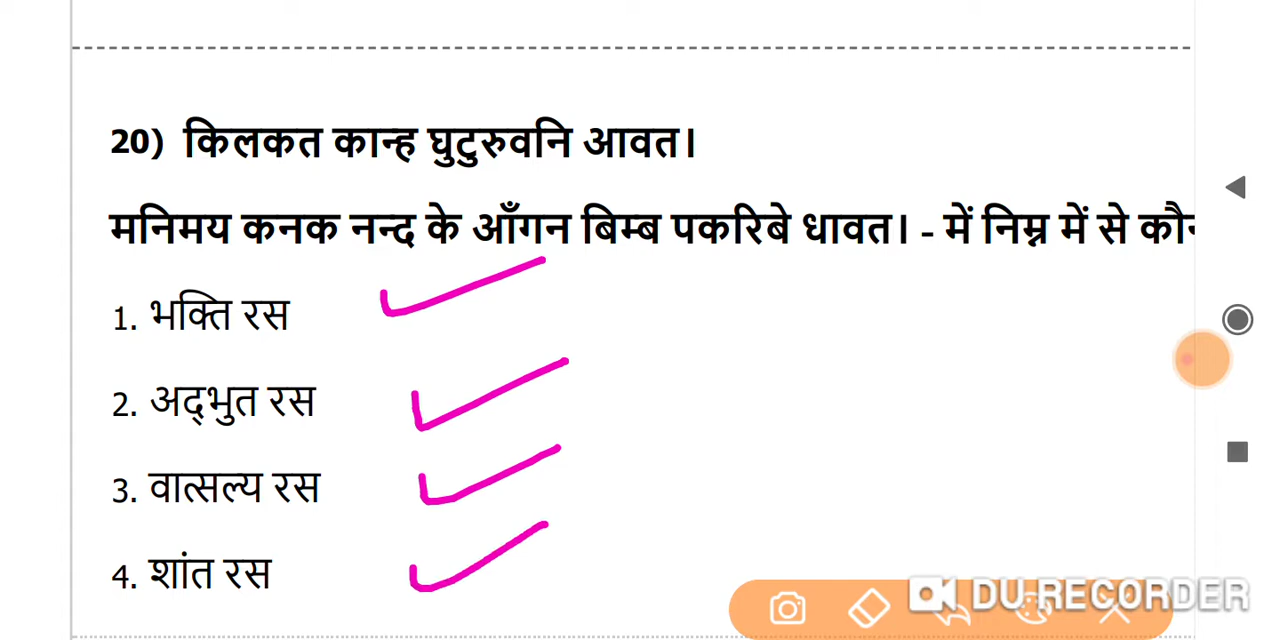 20) किलकत कान्ह घुटुरुवनि आवत।
मनिमय कनक नन्द के आँगन बिम्ब पकरिबे धावत। - में निम्न में से
1. भक्ति रस
2. अद्भुत रस
3. वात्सल्य रस
4. शांत रस
DU RECORDER